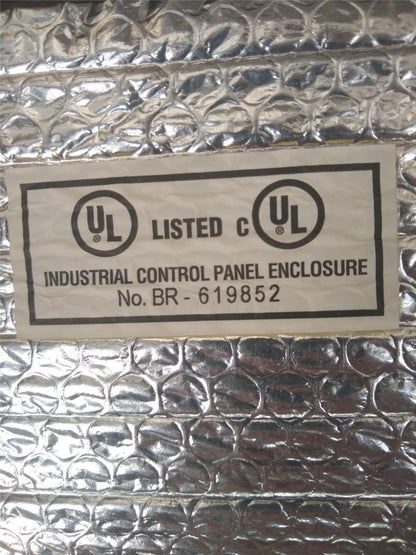 UL ® LISTED C UL ®
INDUSTRIAL CONTROL PANEL ENCLOSURE
No. BR - 619852